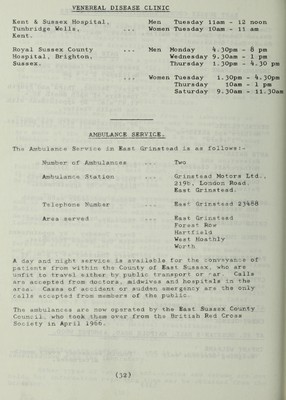 VENEREAL DISEASE CLINIC
Kent & Sussex Hospital, Men Tuesday 11am - 12 noon
Tunbridge Wells, ... Women Tuesday 10am - 11 am
Kent.
Royal Sussex County ... Men Monday 4.30pm - 8 pm
Hospital, Brighton, Wednesday 9.30am - 1 pm
Sussex. Thursday 1.30pm - 4.30 pm
... Women Tuesday 1.30pm - 4.30pm
Thursday 10am - 1 pm
Saturday 9.30am - 11.30am
AMBULANCE SERVICE.
The Ambulance Service in East Grinstead is as follows:-
Number of Ambulances ... Two
Ambulance Station ... Grinstead Motors Ltd.,
219b, London Road,
East Grinstead.
Telephone Number ... East Grinstead 23488
Area served ... East Grinstead
Forest Row
Hartfield
West Hoathly
Worth
A day and night service is available for the conveyance of
patients from within the County of East Sussex, who are
unfit to travel either by public transport or car. Calls
are accepted from doctors, midwives and hospitals in the
area. Cases of accident or sudden emergency are the only
calls accepted from members of the public.
The ambulances are now operated by the East Sussex County
Council, who took them over from the British Red Cross
Society in April 1966.
(32)